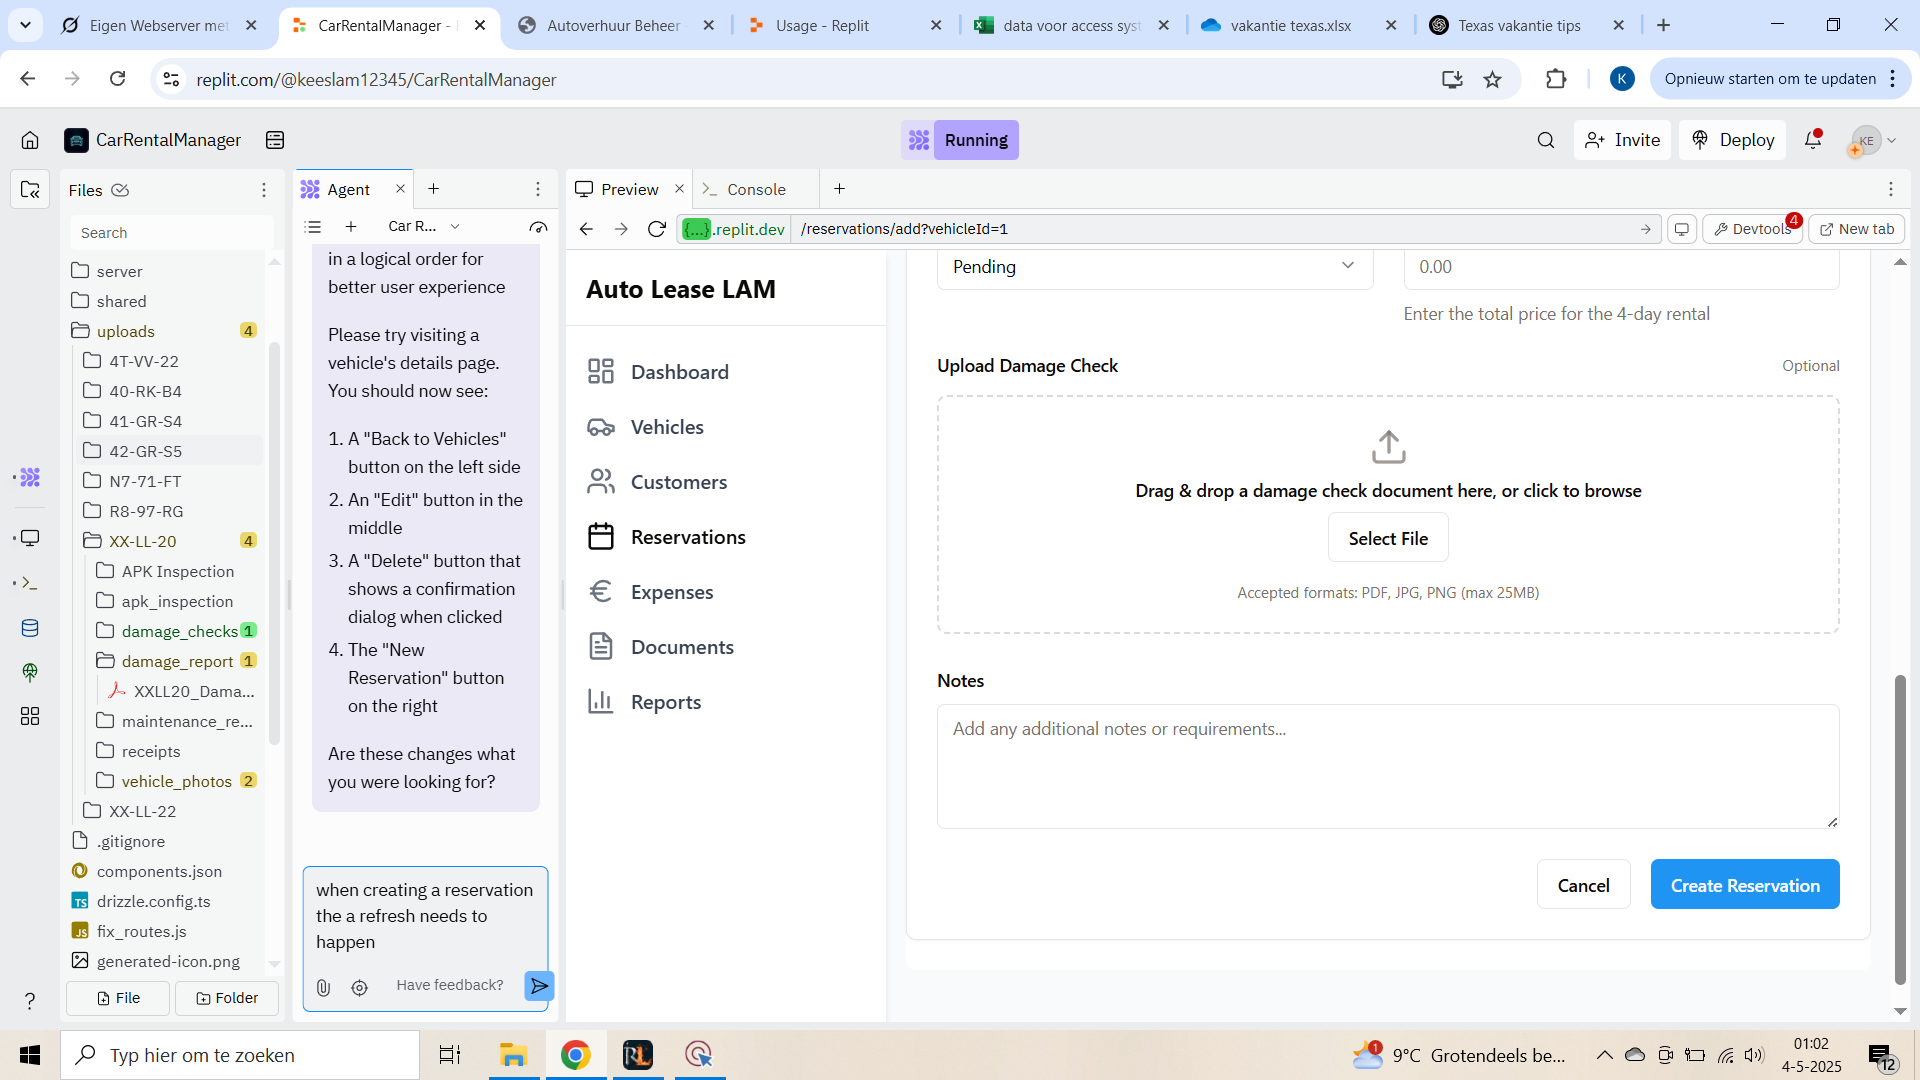 Eigen Webserver met
CarRentalManager -
Autoverhuur Beheer
Usage - Replit
data voor access syst
vakantie texas.xlsx
Texas vakantie tips
replit.com/@keeslam12345/CarRentalManager
K
Opnieuw starten om te updaten
CarRentalManager
Running
Invite
Deploy
KE
Files
Agent
Preview
Console
Search
Car R...
{...}.replit.dev
/reservations/add?vehicleId=1
Devtools
4
New tab
server
shared
uploads
4
4T-VV-22
40-RK-B4
41-GR-S4
42-GR-S5
N7-71-FT
R8-97-RG
XX-LL-20
4
APK Inspection
apk_inspection
damage_checks
1
damage_report
1
XXLL20_Dama...
maintenance_re...
receipts
vehicle_photos
2
XX-LL-22
.gitignore
components.json
TS drizzle.config.ts
JS fix_routes.js
generated-icon.png
File
Folder
?
in a logical order for
better user experience
Please try visiting a
vehicle's details page.
You should now see:
1. A "Back to Vehicles"
button on the left side
2. An "Edit" button in the
middle
3. A "Delete" button that
shows a confirmation
dialog when clicked
4. The "New
Reservation" button
on the right
Are these changes what
you were looking for?
when creating a reservation
the a refresh needs to
happen
Have feedback?
Auto Lease LAM
Dashboard
Vehicles
Customers
Reservations
Expenses
Documents
Reports
Pending
0.00
Enter the total price for the 4-day rental
Upload Damage Check
Optional
Drag & drop a damage check document here, or click to browse
Select File
Accepted formats: PDF, JPG, PNG (max 25MB)
Notes
Add any additional notes or requirements...
Cancel
Create Reservation
Typ hier om te zoeken
RL
1
9°C Grotendeels be...
01:02
4-5-2025
12